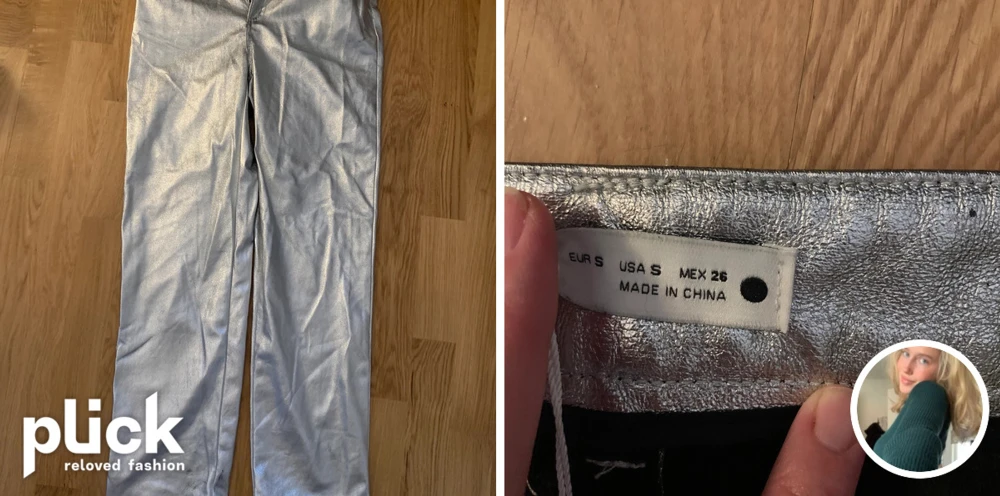 plick
reloved fashion
EUR S USA S MEX 26
MADE IN CHINA